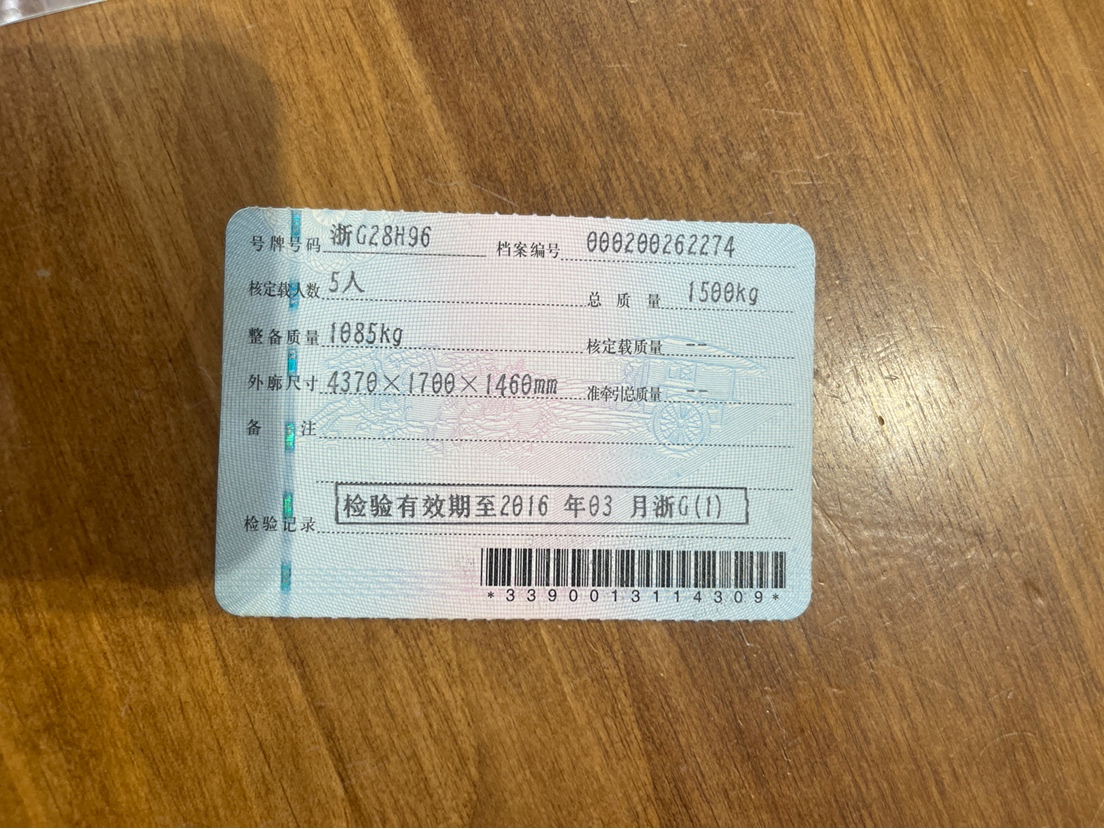 号牌号码 浙G28H96 档案编号 000200262274
核定载人数 5人 总质量 1500kg
整备质量 1085kg 核定载质量 --
外廓尺寸 4370×1700×1460mm 准牵引总质量 --
备注
检验记录 检验有效期至2016 年03 月浙G(1)
*3390013114309*